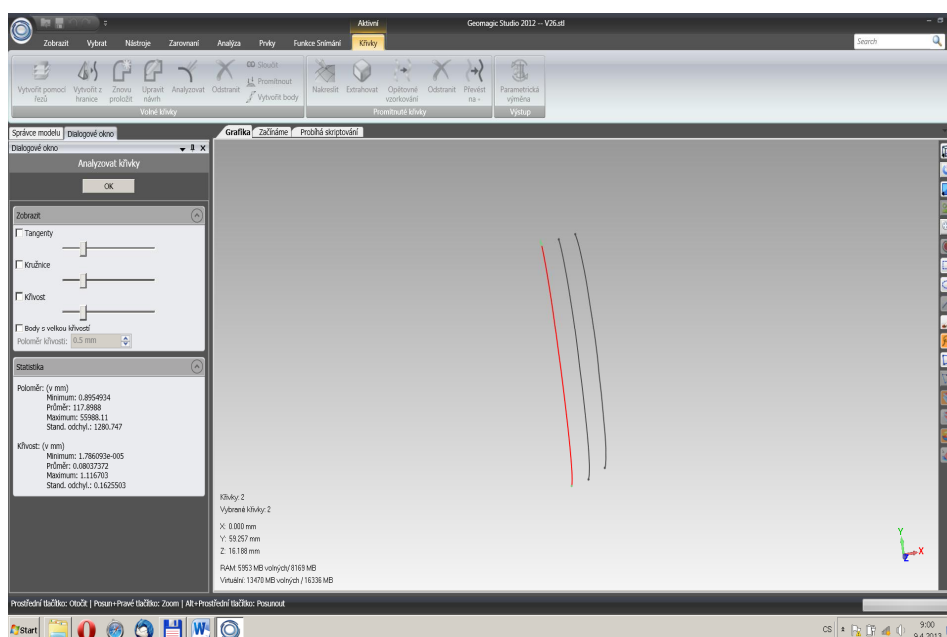 Aktivní
Geomagic Studio 2012 -- V26.stl
Zobrazit Vybrat Nástroje Zarovnaní Analýza Prvky Funkce Snímání Křivky
Search
Vytvořit pomocí řezů
Vytvořit z hranice
Znovu proložit
Upravit návrh
Analyzovat
Odstranit
Sloučit
Promítnout
Vytvořit body
Nakreslit
Extrahovat
Opětovné vzorkování
Odstranit
Převést na -
Parametrická výměna
Volné křivky
Promítnuté křivky
Výstup
Správce modelu Dialogové okno
Grafika Začínáme Probíhá skriptování
Dialogové okno
Analyzovat křivky
OK
Zobrazit
Tangenty
Kružnice
Křivost
Body s velkou křivostí
Poloměr křivosti: 0.5 mm
Statistika
Poloměr: (v mm)
Minimum: 0.8954934
Průměr: 117.8988
Maximum: 55988.11
Stand. odchyl.: 1280.747
Křivost: (v mm)
Minimum: 1.786093e-005
Průměr: 0.08037372
Maximum: 1.116703
Stand. odchyl.: 0.1625503
Křivky: 2
Vybrané křivky: 2
X: 0.000 mm
Y: 59.257 mm
Z: 16.188 mm
RAM: 5953 MB volných/ 8169 MB
Virtuální: 13470 MB volných / 16336 MB
Y
X
Z
Prostřední tlačítko: Otočit | Posun+Pravé tlačítko: Zoom | Alt+Prostřední tlačítko: Posunout
Start
CS
9:00
9.4.2013